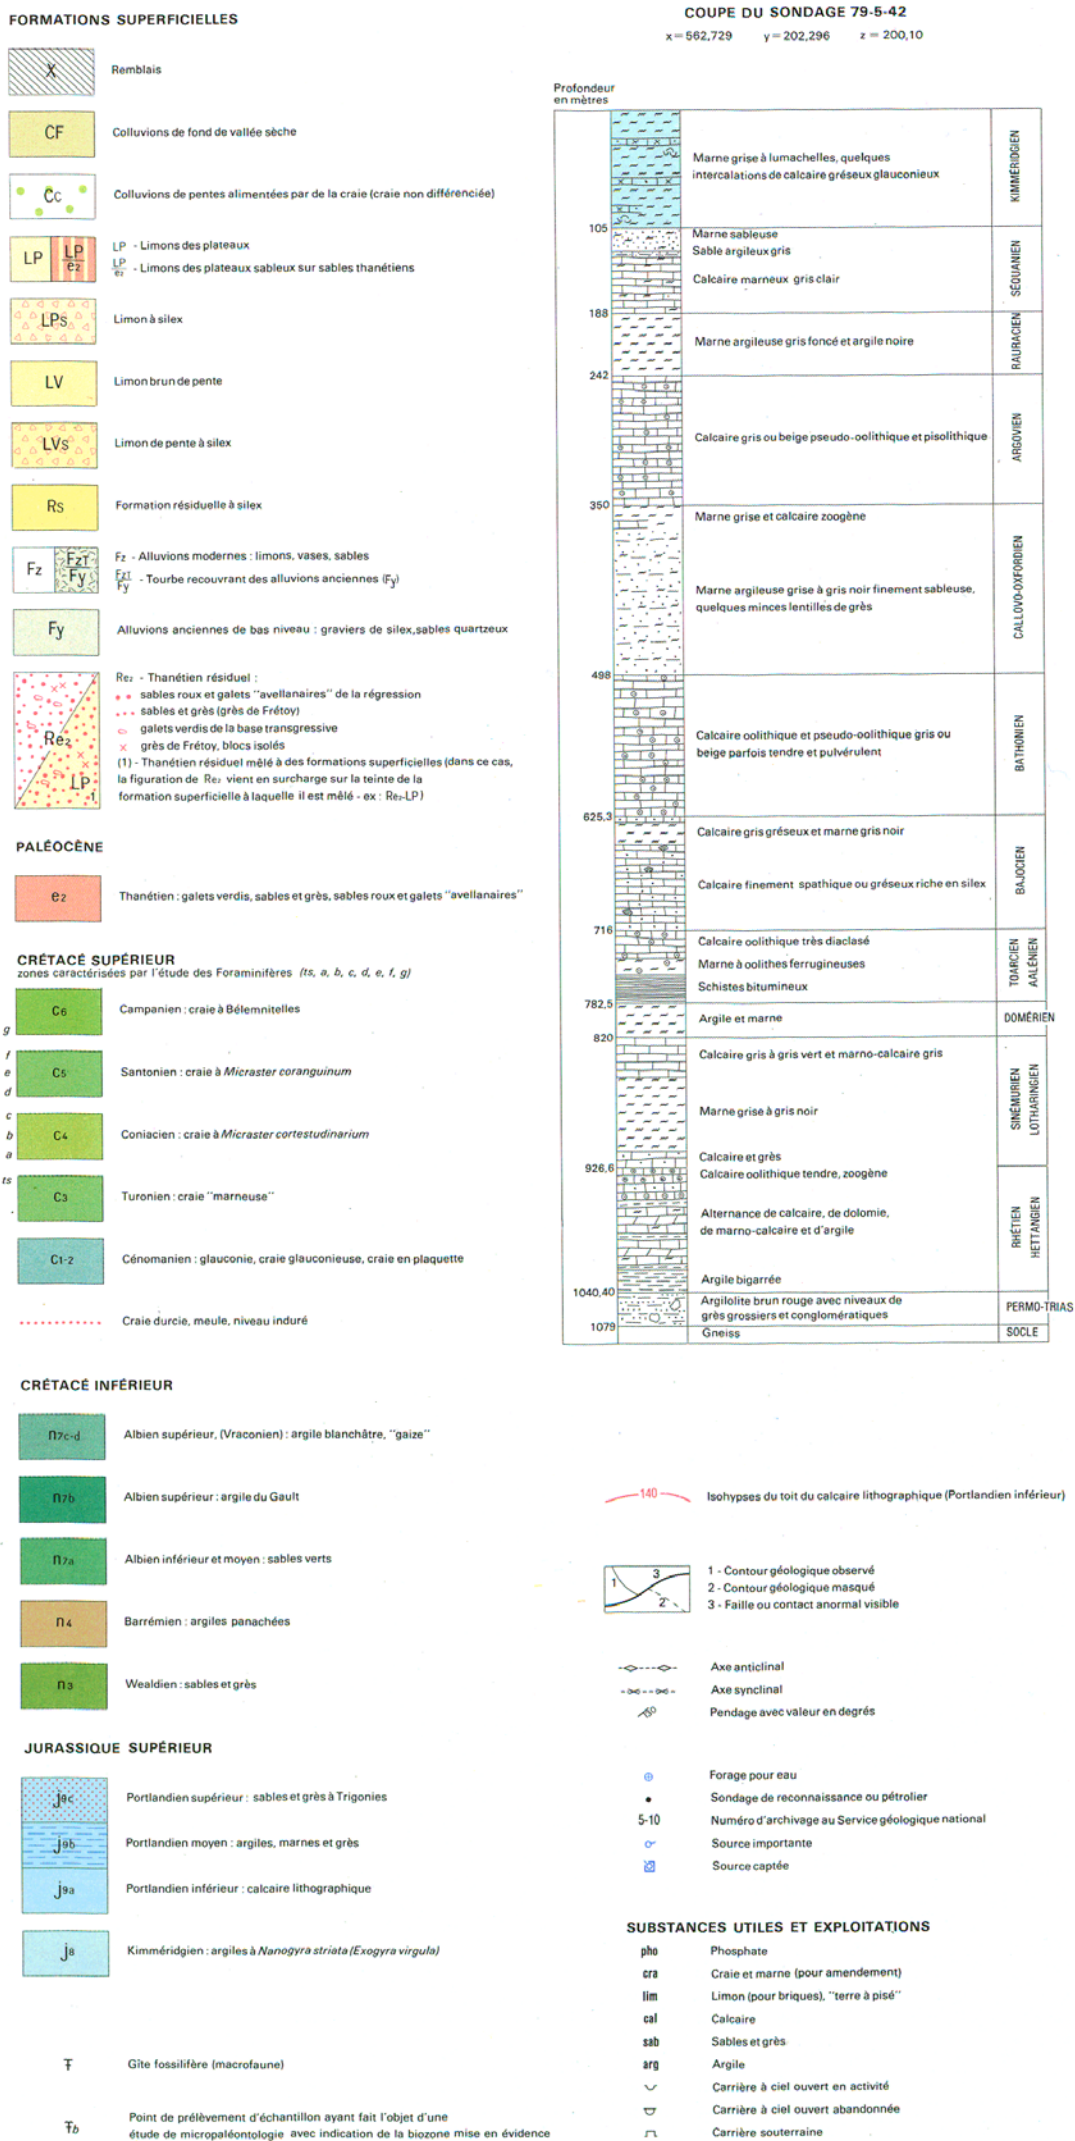 FORMATIONS SUPERFICIELLES
X
Remblais
CF
Colluvions de fond de vallée sèche
Cc
Colluvions de pentes alimentées par de la craie (craie non différenciée)
LP
LP
e2
LP - Limons des plateaux
LP
e2 - Limons des plateaux sableux sur sables thanétiens
LPs
Limon à silex
LV
Limon brun de pente
LVs
Limon de pente à silex
Rs
Formation résiduelle à silex
Fz
FzT
Fy
Fz - Alluvions modernes : limons, vases, sables
FzT
Fy - Tourbe recouvrant des alluvions anciennes (Fy)
Fy
Alluvions anciennes de bas niveau : graviers de silex, sables quartzeux
Re2
LP
1
Re2 - Thanétien résiduel :
sables roux et galets "avellanaires" de la régression
sables et grès (grès de Frétoy)
galets verdis de la base transgressive
grès de Frétoy, blocs isolés
(1) - Thanétien résiduel mêlé à des formations superficielles (dans ce cas,
la figuration de Re2 vient en surcharge sur la teinte de la
formation superficielle à laquelle il est mêlé - ex : Re2-LP)
PALÉOCÈNE
e2
Thanétien : galets verdis, sables et grès, sables roux et galets "avellanaires"
CRÉTACÉ SUPÉRIEUR
zones caractérisées par l'étude des Foraminifères (ts, a, b, c, d, e, f, g)
C6
Campanien : craie à Bélemnitelles
g
f
e
d
C5
Santonien : craie à Micraster coranguinum
c
b
a
C4
Coniacien : craie à Micraster cortestudinarium
ts
C3
Turonien : craie "marneuse"
C1-2
Cénomanien : glauconie, craie glauconieuse, craie en plaquette
Craie durcie, meule, niveau induré
CRÉTACÉ INFÉRIEUR
n7c-d
Albien supérieur, (Vraconien) : argile blanchâtre, "gaize"
n7b
Albien supérieur : argile du Gault
n7a
Albien inférieur et moyen : sables verts
n4
Barrémien : argiles panachées
n3
Wealdien : sables et grès
JURASSIQUE SUPÉRIEUR
j9c
Portlandien supérieur : sables et grès à Trigonies
j9b
Portlandien moyen : argiles, marnes et grès
j9a
Portlandien inférieur : calcaire lithographique
j8
Kimméridgien : argiles à Nanogyra striata (Exogyra virgula)
Ŧ
Gîte fossilifère (macrofaune)
Ŧb
Point de prélèvement d'échantillon ayant fait l'objet d'une
étude de micropaléontologie avec indication de la biozone mise en évidence
COUPE DU SONDAGE 79-5-42
x=562,729 y=202,296 z = 200,10
Profondeur
en mètres
Marne grise à lumachelles, quelques
intercalations de calcaire gréseux glauconieux
KIMMÉRIDGIEN
105
Marne sableuse
Sable argileux gris
Calcaire marneux gris clair
SÉQUANIEN
188
Marne argileuse gris foncé et argile noire
RAURACIEN
242
Calcaire gris ou beige pseudo-oolithique et pisolithique
ARGOVIEN
350
Marne grise et calcaire zoogène
Marne argileuse grise à gris noir finement sableuse,
quelques minces lentilles de grès
CALLOVO-OXFORDIEN
498
Calcaire oolithique et pseudo-oolithique gris ou
beige parfois tendre et pulvérulent
BATHONIEN
625,3
Calcaire gris gréseux et marne gris noir
Calcaire finement spathique ou gréseux riche en silex
BAJOCIEN
716
Calcaire oolithique très diaclasé
Marne à oolithes ferrugineuses
Schistes bitumineux
TOARCIEN
AALÉNIEN
782,5
Argile et marne
DOMÉRIEN
820
Calcaire gris à gris vert et marno-calcaire gris
Marne grise à gris noir
Calcaire et grès
SINÉMURIEN
LOTHARINGIEN
926,6
Calcaire oolithique tendre, zoogène
Alternance de calcaire, de dolomie,
de marno-calcaire et d'argile
Argile bigarrée
RHÉTIEN
HETTANGIEN
1040,40
Argilolite brun rouge avec niveaux de
grès grossiers et conglomératiques
PERMO-TRIAS
1079
Gneiss
SOCLE
140
Isohypses du toit du calcaire lithographique (Portlandien inférieur)
1
3
2
1 - Contour géologique observé
2 - Contour géologique masqué
3 - Faille ou contact anormal visible
Axe anticlinal
Axe synclinal
Pendage avec valeur en degrés
Forage pour eau
Sondage de reconnaissance ou pétrolier
5-10
Numéro d'archivage au Service géologique national
Source importante
Source captée
SUBSTANCES UTILES ET EXPLOITATIONS
pho Phosphate
cra Craie et marne (pour amendement)
lim Limon (pour briques), "terre à pisé"
cal Calcaire
sab Sables et grès
arg Argile
Carrière à ciel ouvert en activité
Carrière à ciel ouvert abandonnée
Carrière souterraine